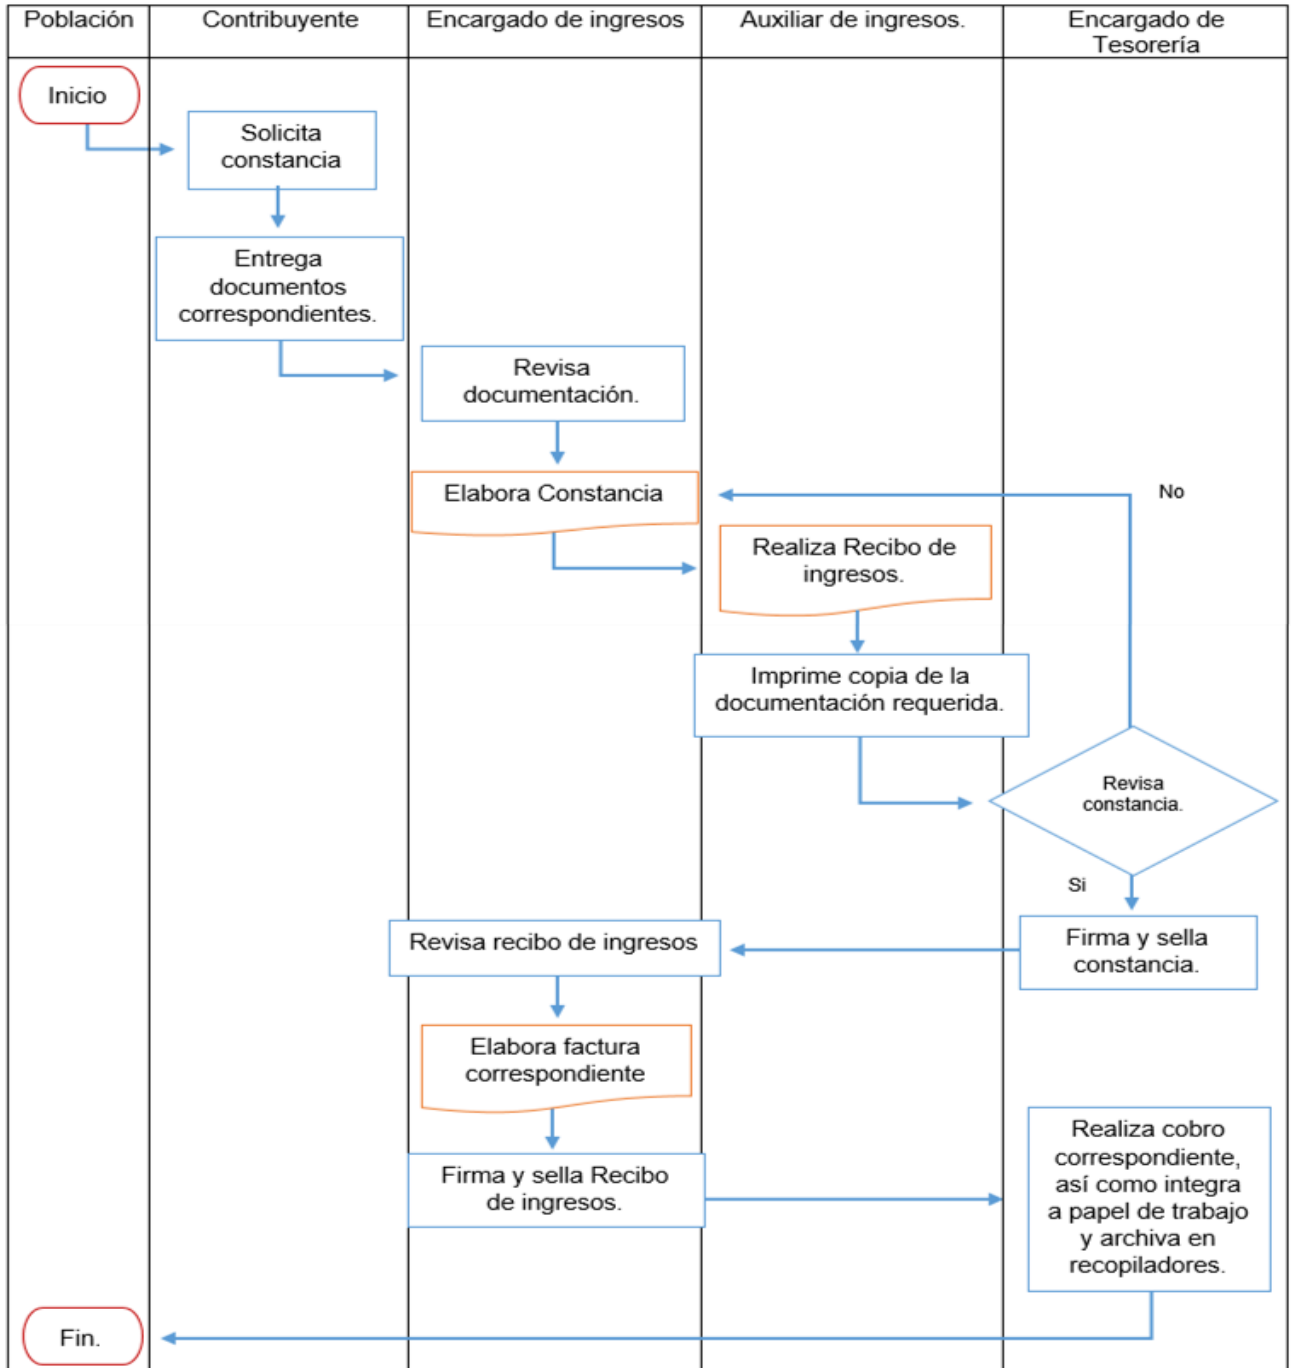 Población
Contribuyente
Encargado de ingresos
Auxiliar de ingresos.
Encargado de
Tesorería
Inicio
Solicita
constancia
Entrega
documentos
correspondientes.
Revisa
documentación.
Elabora Constancia
No
Realiza Recibo de
ingresos.
Imprime copia de la
documentación requerida.
Revisa
constancia.
Si
Firma y sella
constancia.
Revisa recibo de ingresos
Elabora factura
correspondiente
Firma y sella Recibo
de ingresos.
Realiza cobro
correspondiente,
así como integra
a papel de trabajo
y archiva en
recopiladores.
Fin.